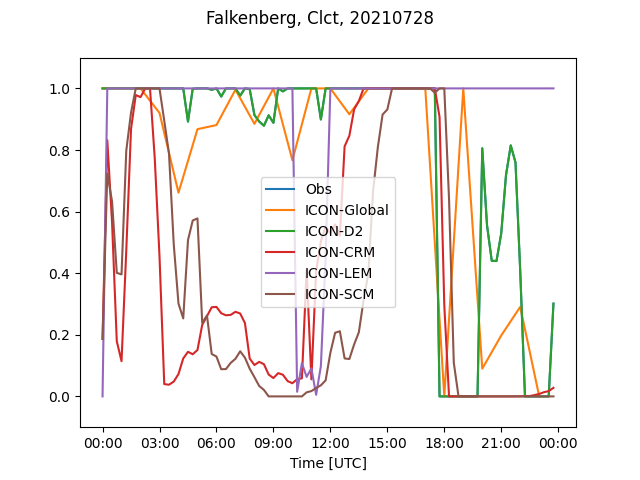 Falkenberg, Clct, 20210728
1.0
0.8
0.6
0.4
0.2
0.0
Obs
ICON-Global
ICON-D2
ICON-CRM
ICON-LEM
ICON-SCM
00:00 03:00 06:00 09:00 12:00 15:00 18:00 21:00 00:00
Time [UTC]